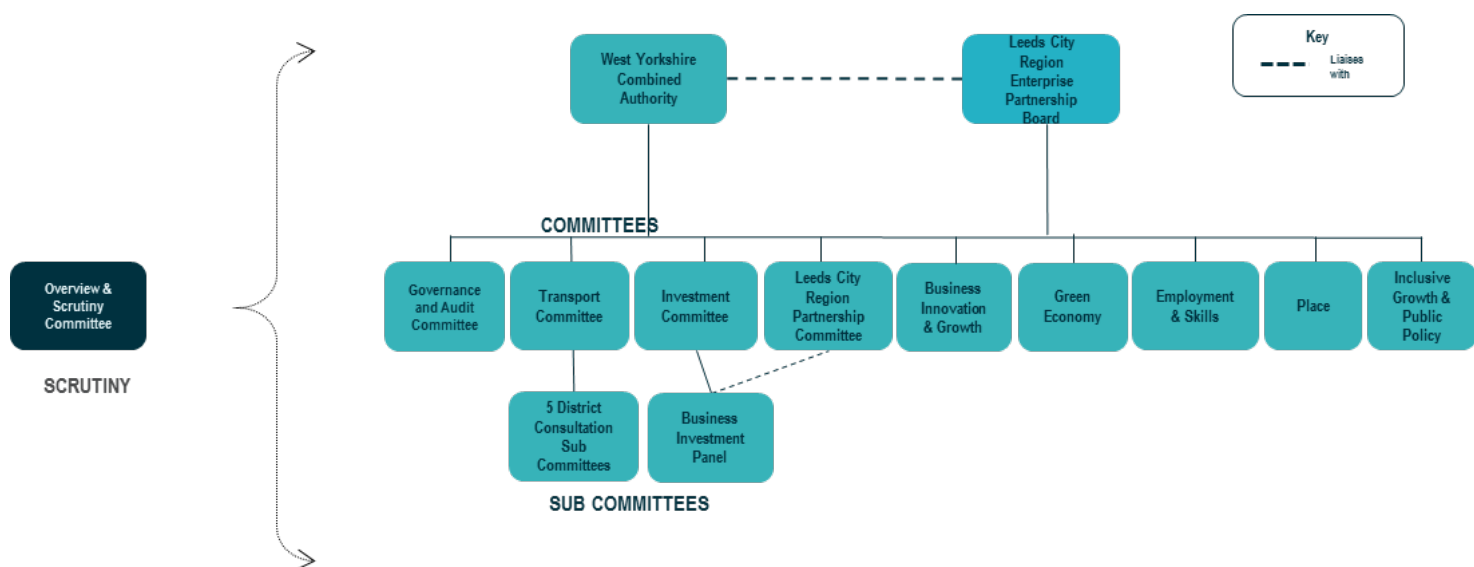 West Yorkshire
Combined
Authority
Leeds City
Region
Enterprise
Partnership
Board
Key
Liaises
with
COMMITTEES
Overview &
Scrutiny
Committee
SCRUTINY
Governance
and Audit
Committee
Transport
Committee
Investment
Committee
Leeds City
Region
Partnership
Committee
Business
Innovation
& Growth
Green
Economy
Employment
& Skills
Place
Inclusive
Growth &
Public
Policy
5 District
Consultation
Sub
Committees
Business
Investment
Panel
SUB COMMITTEES